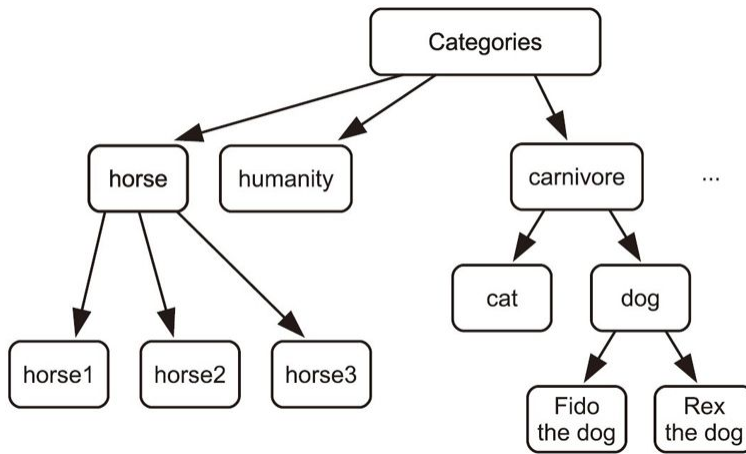 Categories
horse
humanity
carnivore
...
cat
dog
horse1
horse2
horse3
Fido
the dog
Rex
the dog